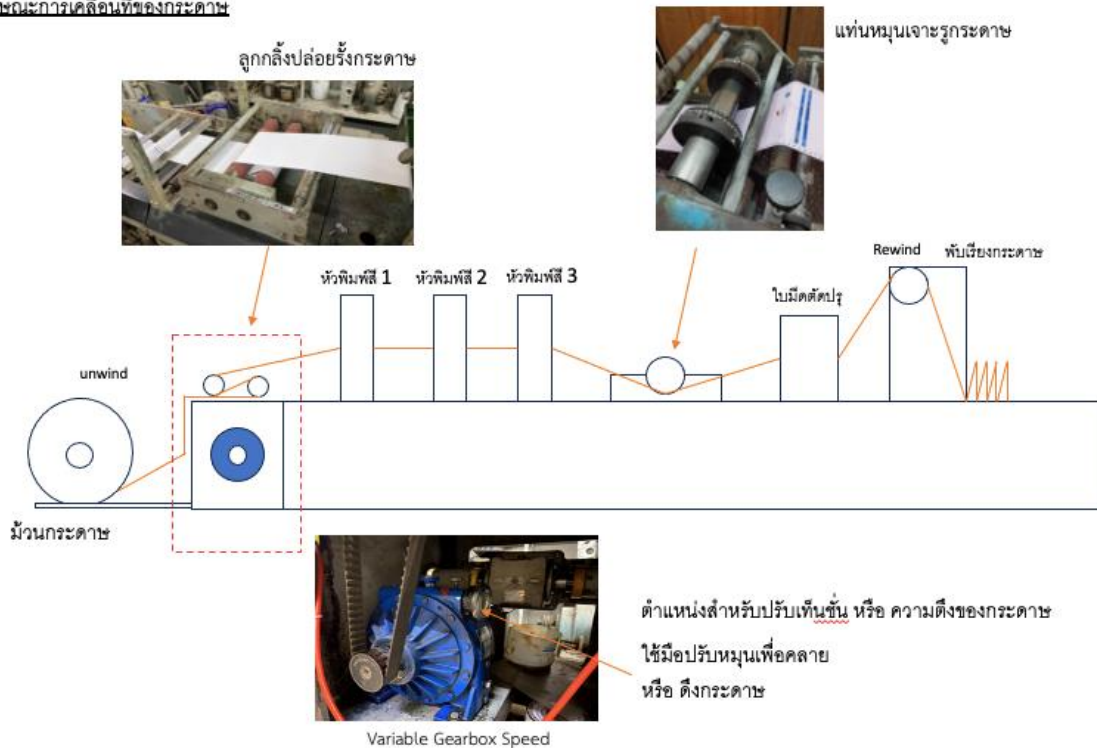 ลูกกลิ้งปล่อยรั้งกระดาษ
แท่นหมุนเจาะรูกระดาษ
หัวพิมพ์สี 1
หัวพิมพ์สี 2
หัวพิมพ์สี 3
Rewind
พับเรียงกระดาษ
ใบมีดตัดปรุ
unwind
ม้วนกระดาษ
ตำแหน่งสำหรับปรับเท็นชั่น หรือ ความตึงของกระดาษ
ใช้มือปรับหมุนเพื่อคลาย
หรือ ดึงกระดาษ
Variable Gearbox Speed